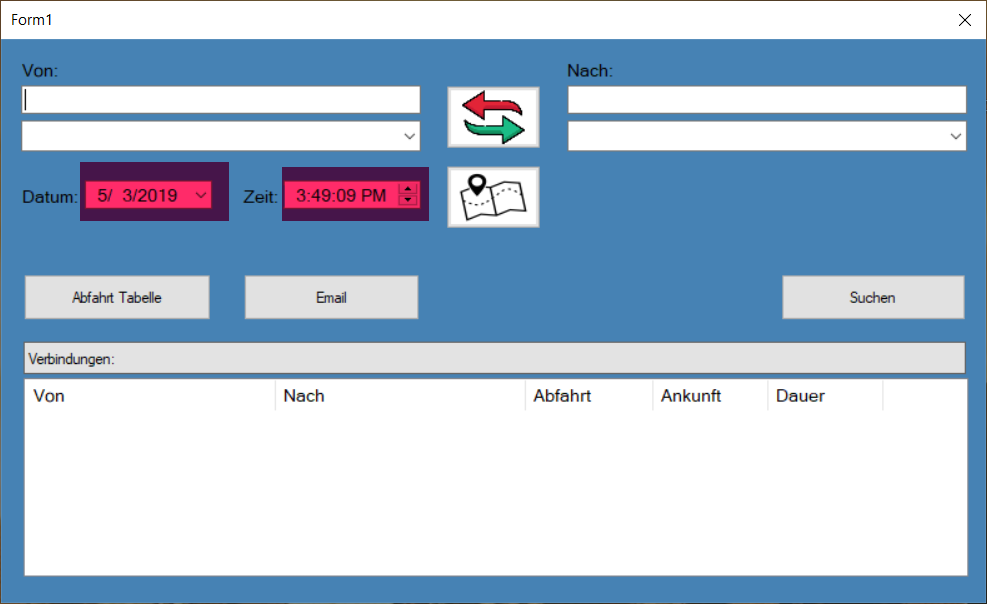 Form1
Von:
Nach:
Datum: 5/ 3/2019 Zeit: 3:49:09 PM
Abfahrt Tabelle
Email
Suchen
Verbindungen:
Von Nach Abfahrt Ankunft Dauer